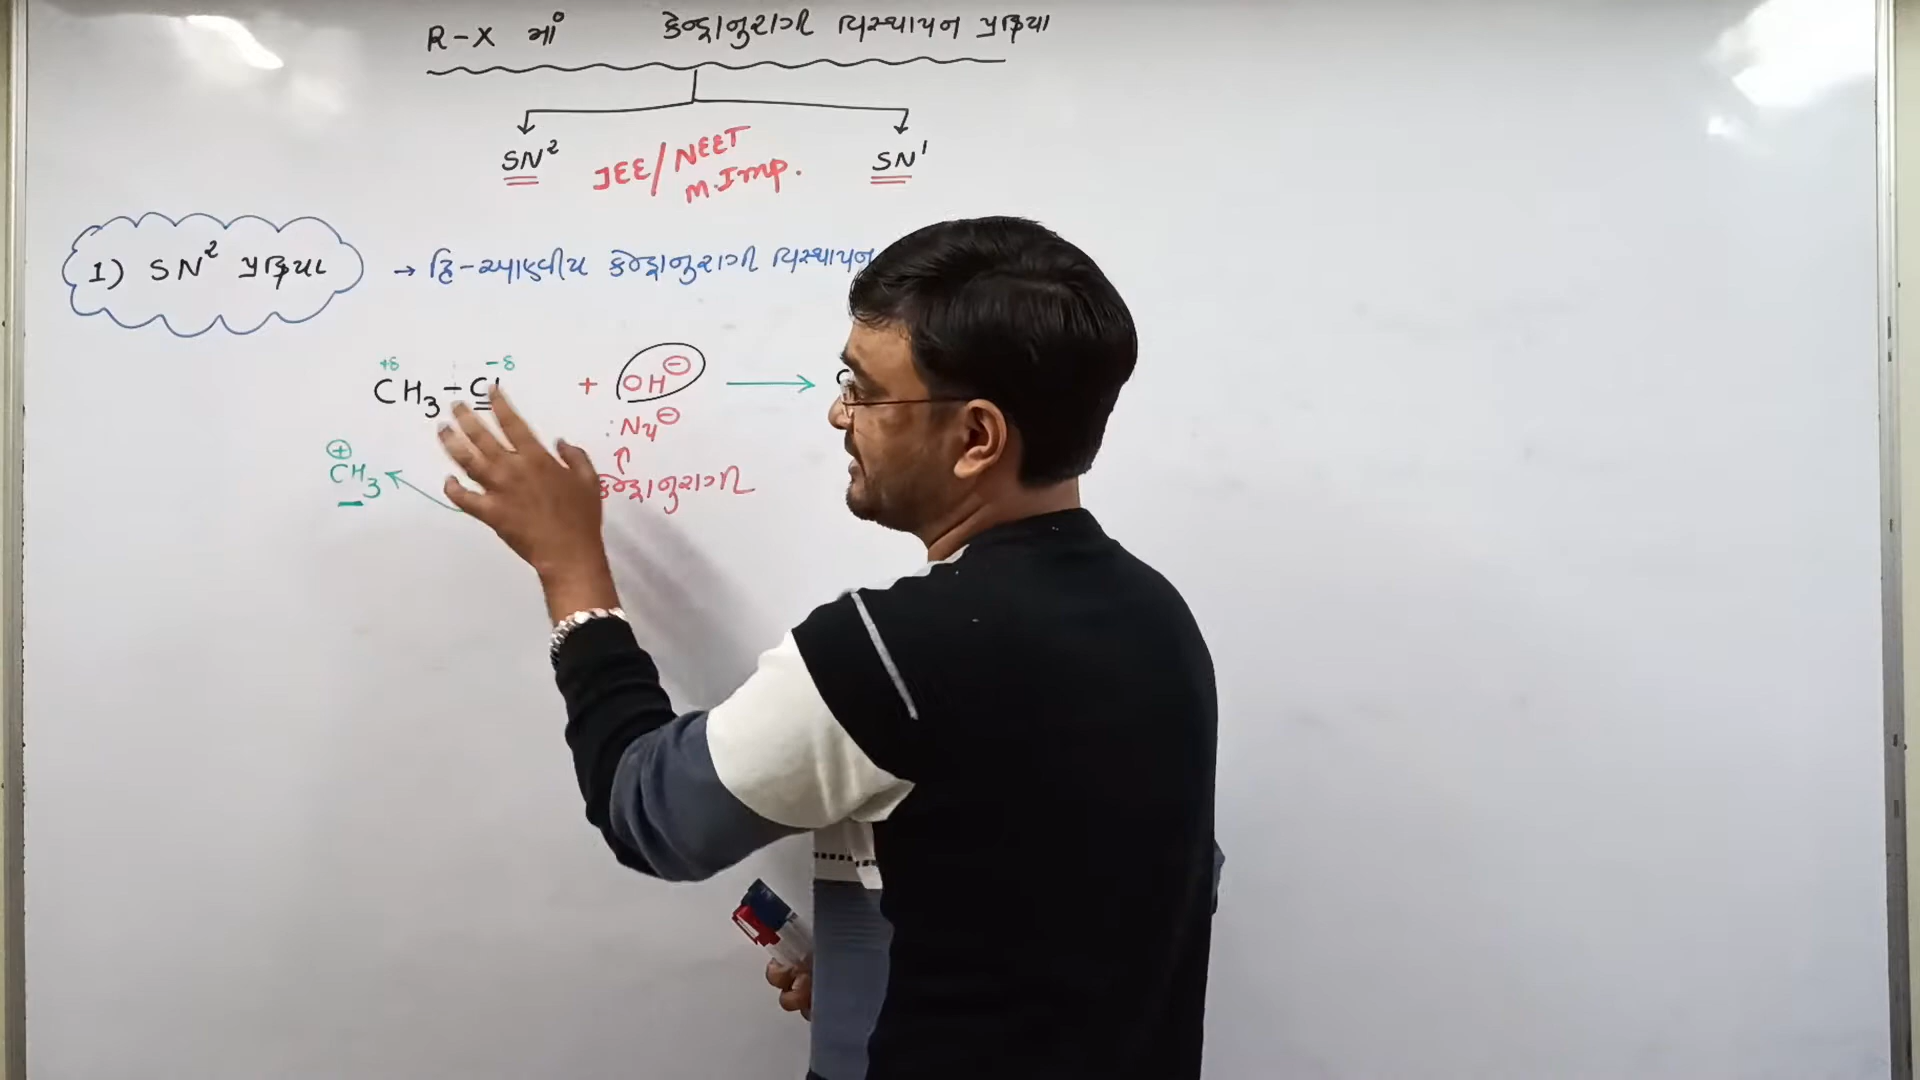 R-X માં કેન્દ્રાનુરાગી વિસ્થાપન પ્રક્રિયા
SN² SN¹
JEE/NEET
M.Imp.
1) SN² પ્રક્રિયા → દ્વિ-આણ્વીય કેન્દ્રાનુરાગી વિસ્થાપન
+δ -δ
CH₃-Cl + OH⊖ → C
:Nu⊖
⊕
CH₃
કેન્દ્રાનુરાગી